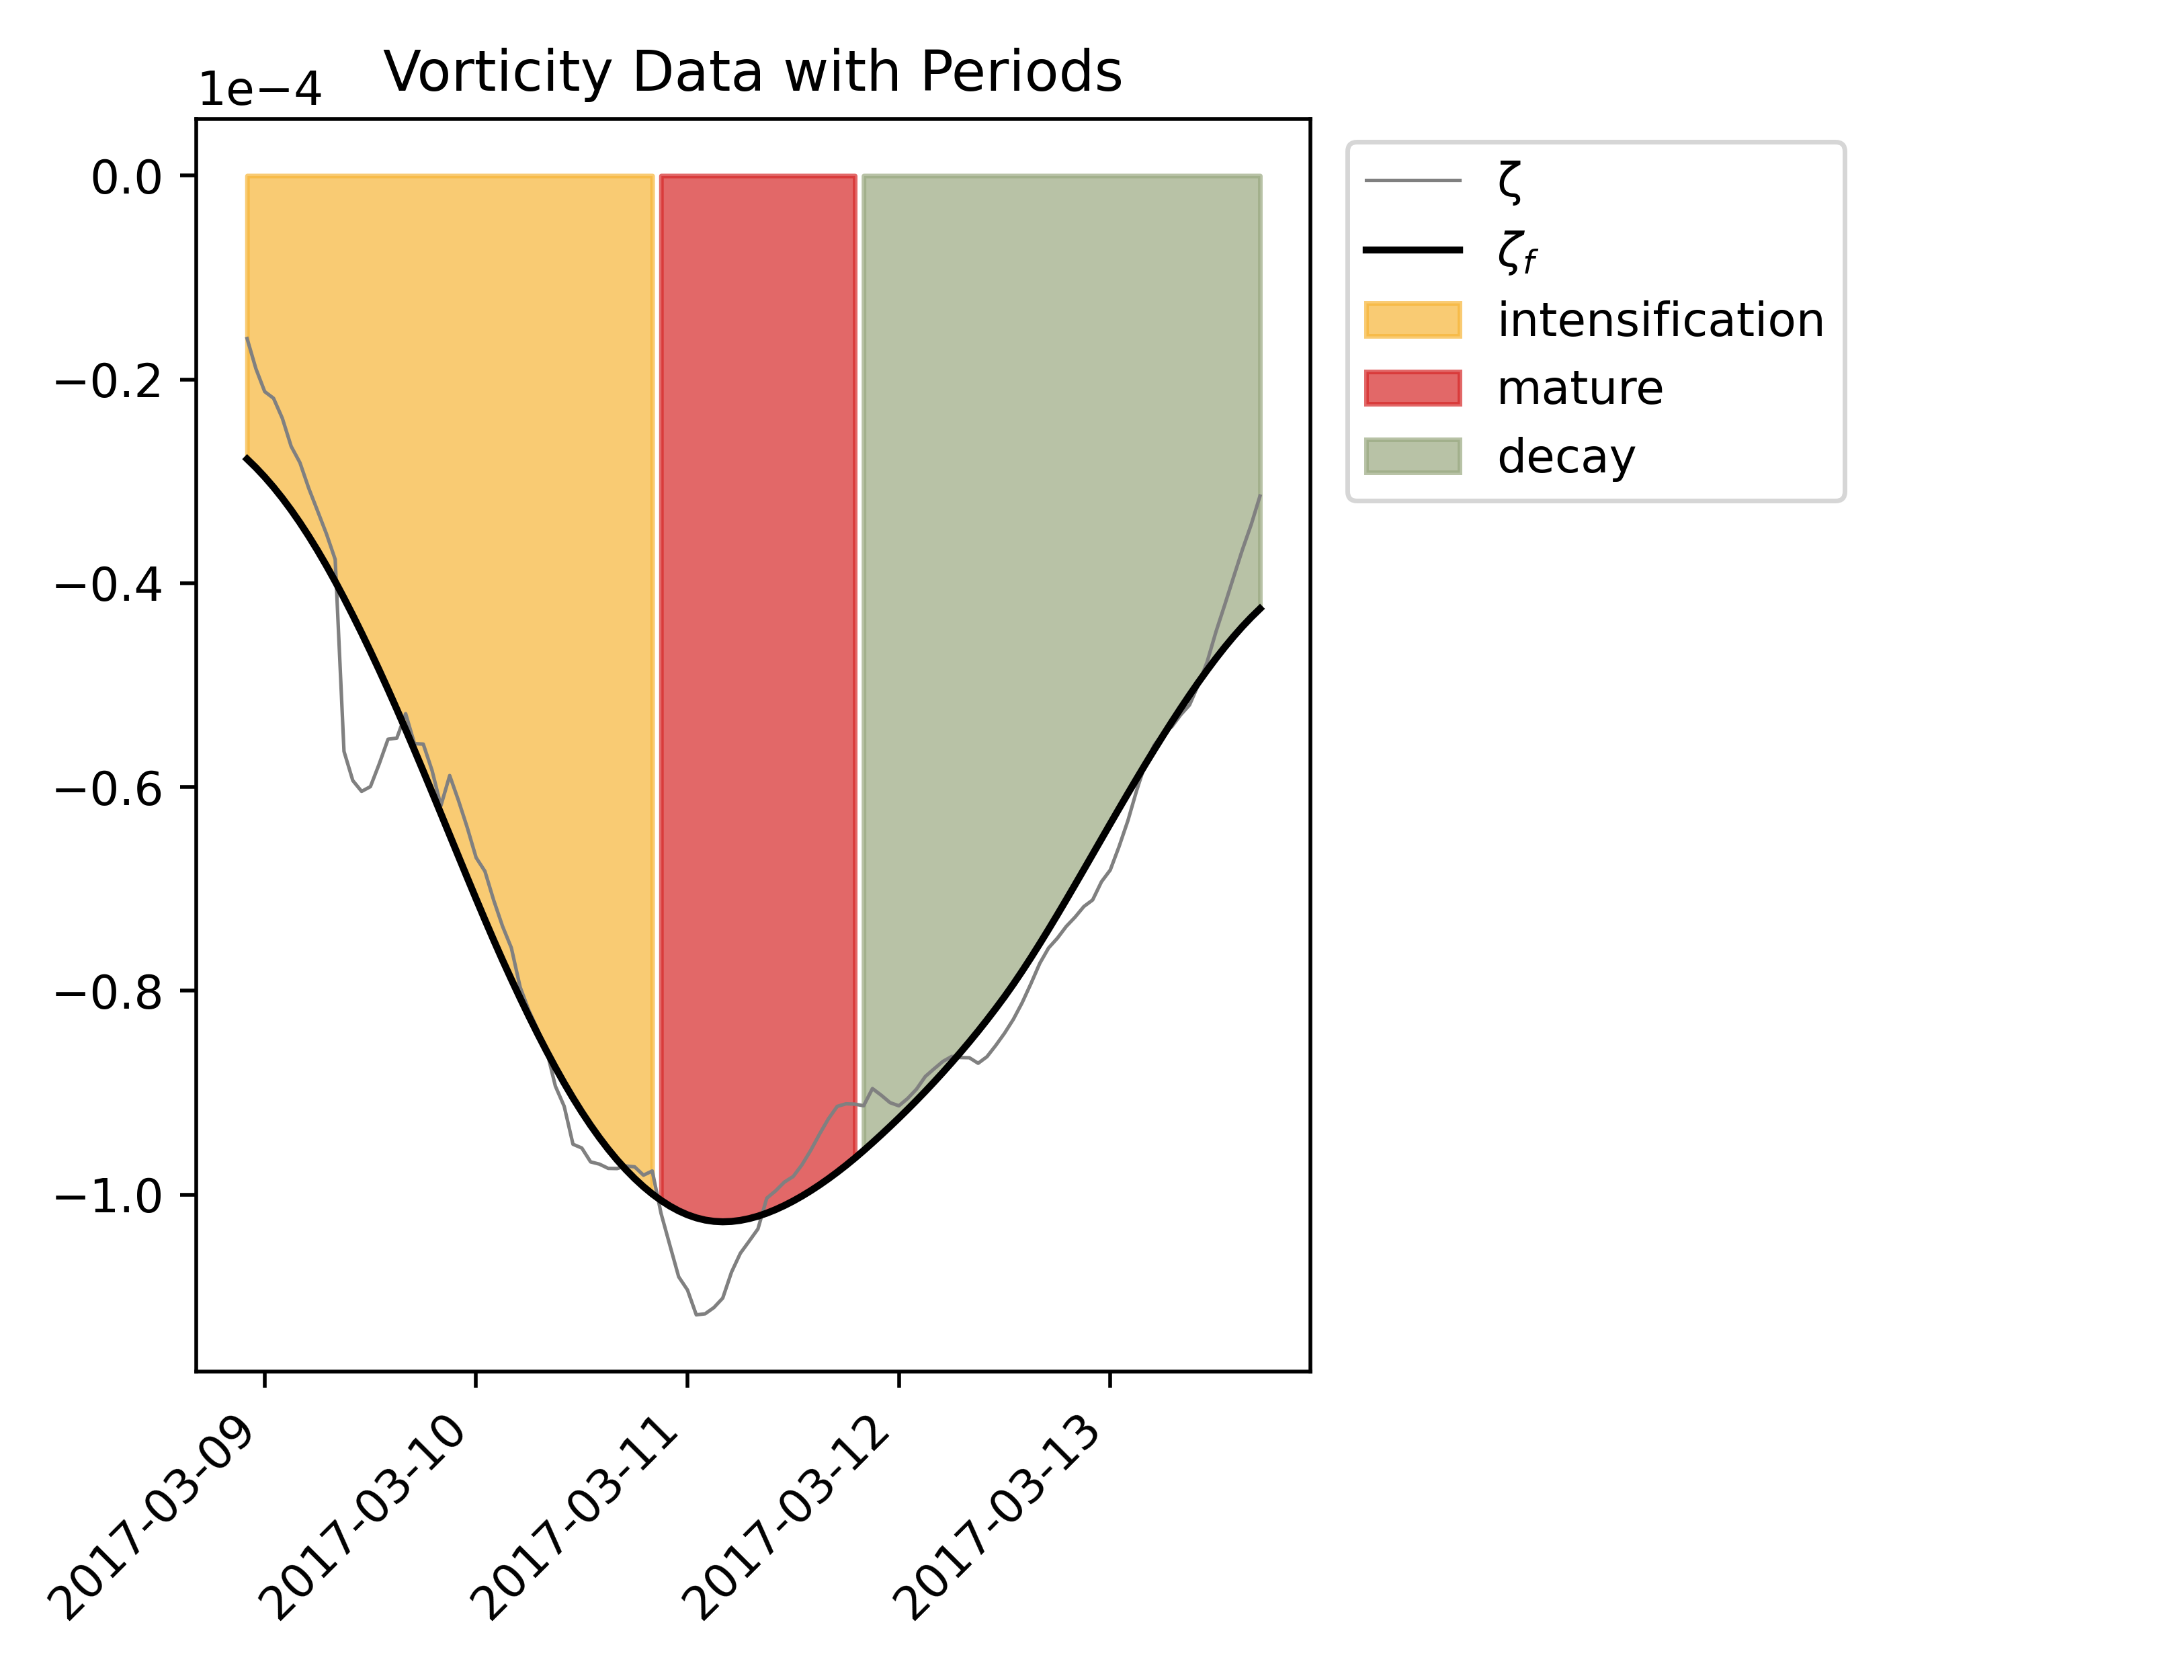 Vorticity Data with Periods
1e−4
0.0
−0.2
−0.4
−0.6
−0.8
−1.0
2017-03-09
2017-03-10
2017-03-11
2017-03-12
2017-03-13
ζ
ζf
intensification
mature
decay